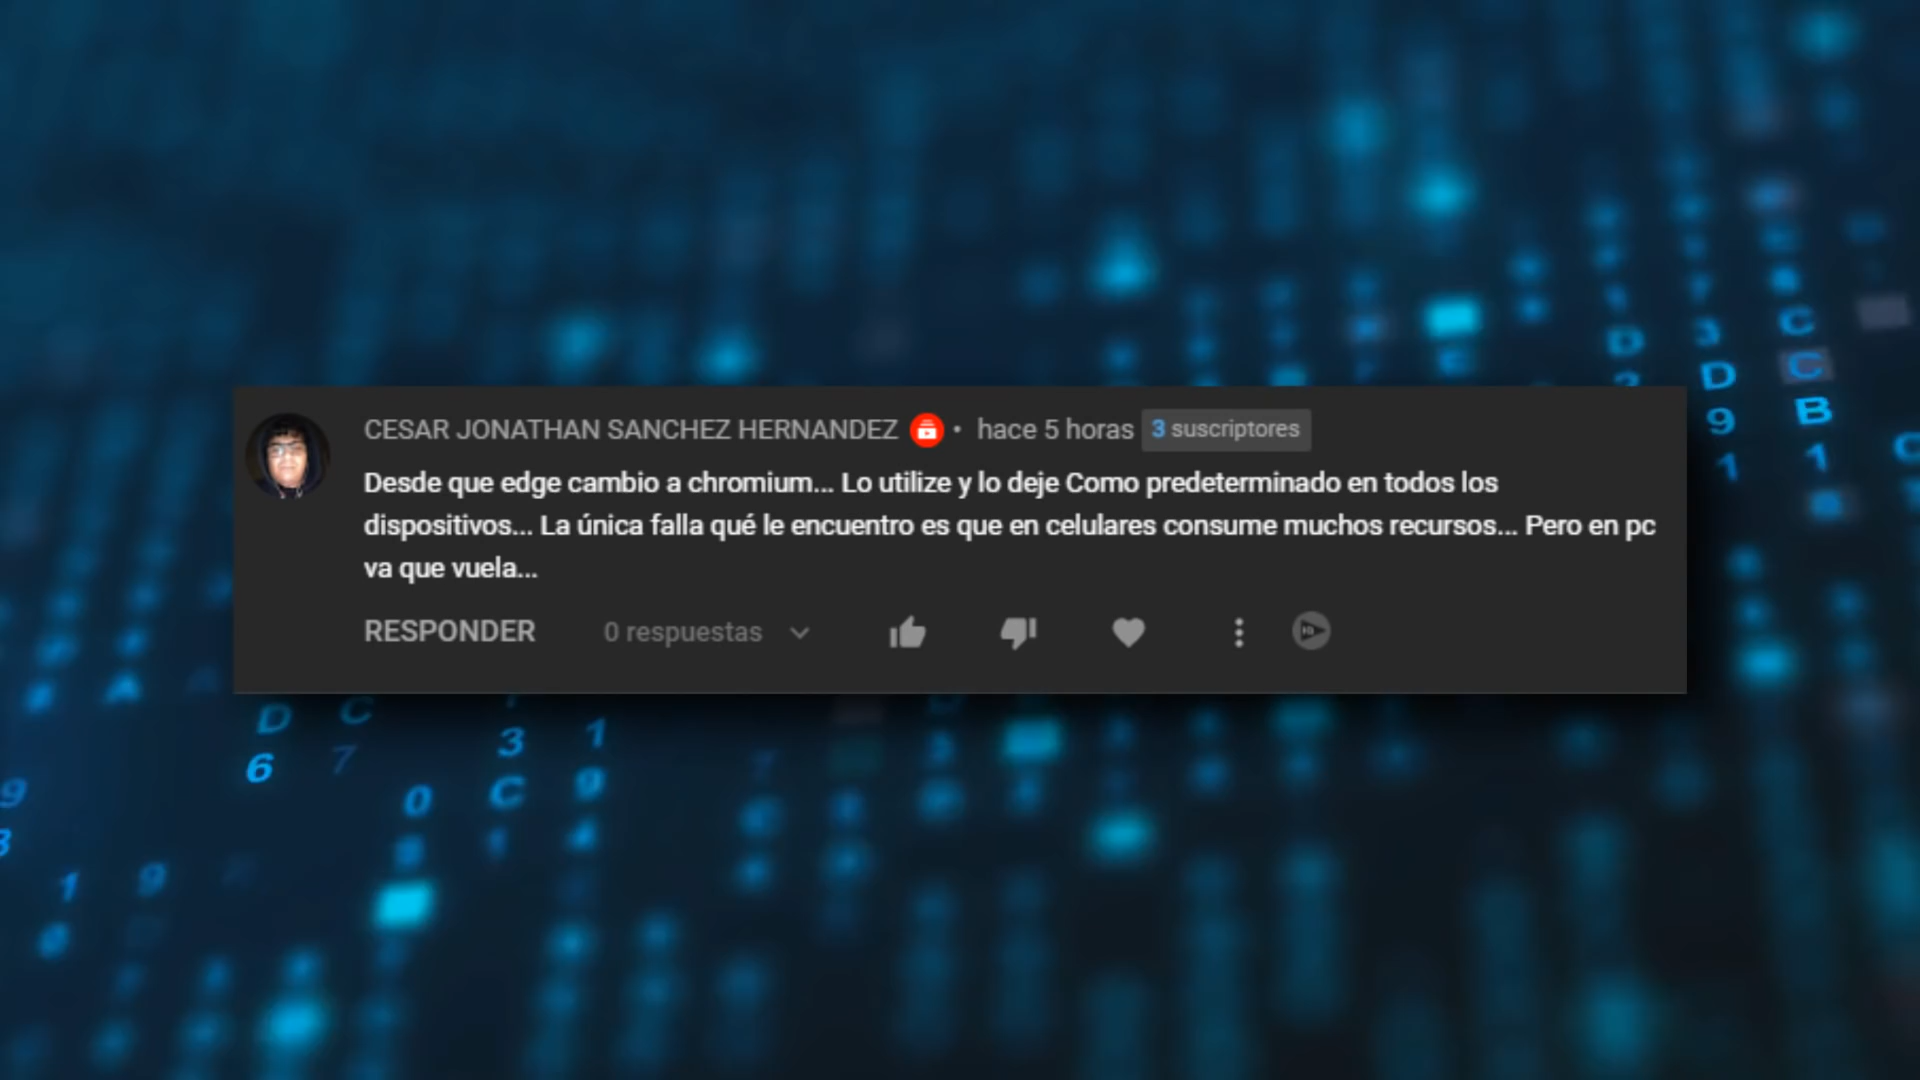 CESAR JONATHAN SANCHEZ HERNANDEZ • hace 5 horas 3 suscriptores
Desde que edge cambio a chromium... Lo utilize y lo deje Como predeterminado en todos los
dispositivos... La única falla qué le encuentro es que en celulares consume muchos recursos... Pero en pc
va que vuela...
RESPONDER 0 respuestas